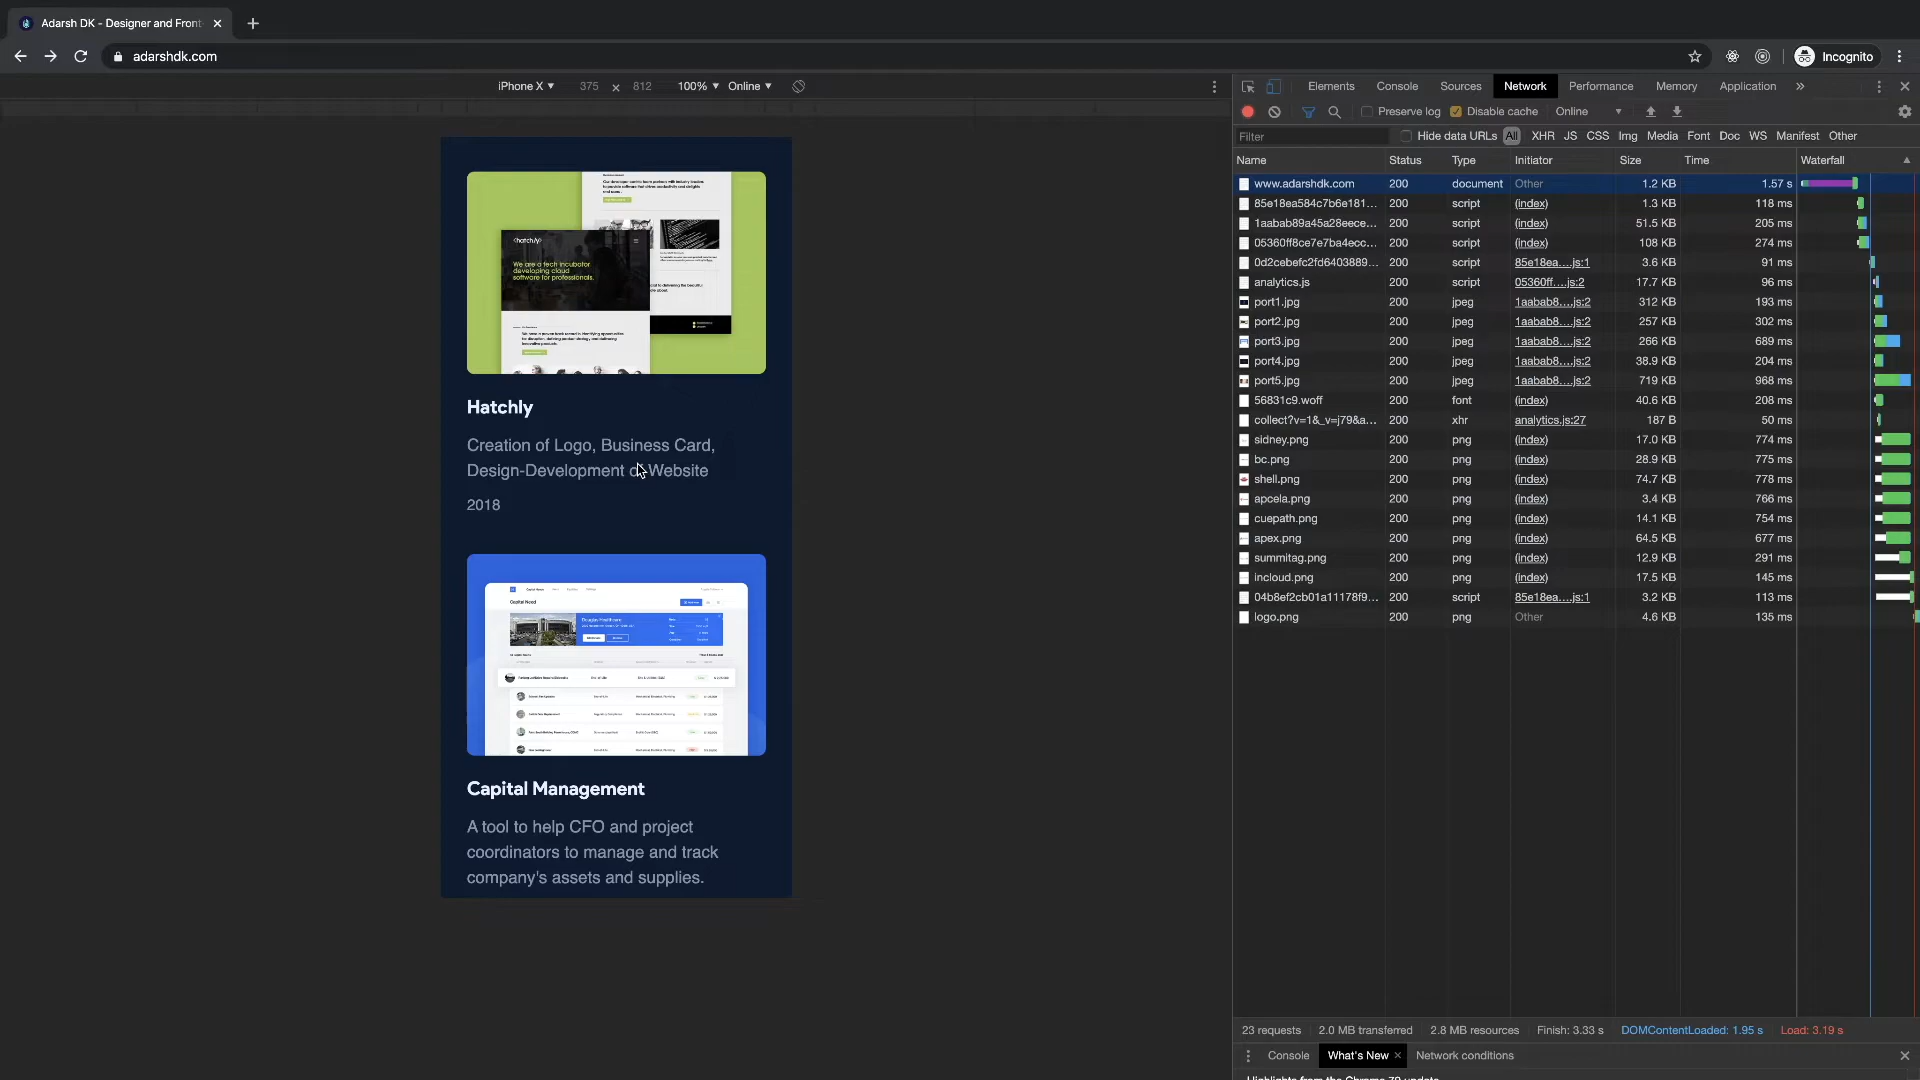 Adarsh DK - Designer and Front-
adarshdk.com
Incognito
iPhone X ▾ 375 × 812 100% ▾ Online ▾
Elements Console Sources Network Performance Memory Application »
Preserve log Disable cache Online
Filter Hide data URLs All XHR JS CSS Img Media Font Doc WS Manifest Other
Name Status Type Initiator Size Time Waterfall
www.adarshdk.com 200 document Other 1.2 KB 1.57 s
85e18ea584c7b6e181... 200 script (index) 1.3 KB 118 ms
1aabab89a45a28eece... 200 script (index) 51.5 KB 205 ms
05360ff8ce7e7ba4ecc... 200 script (index) 108 KB 274 ms
0d2cebefc2fd6403889... 200 script 85e18ea....js:1 3.6 KB 91 ms
analytics.js 200 script 05360ff....js:2 17.7 KB 96 ms
port1.jpg 200 jpeg 1aabab8....js:2 312 KB 193 ms
port2.jpg 200 jpeg 1aabab8....js:2 257 KB 302 ms
port3.jpg 200 jpeg 1aabab8....js:2 266 KB 689 ms
port4.jpg 200 jpeg 1aabab8....js:2 38.9 KB 204 ms
port5.jpg 200 jpeg 1aabab8....js:2 719 KB 968 ms
56831c9.woff 200 font (index) 40.6 KB 208 ms
collect?v=1&_v=j79&a... 200 xhr analytics.js:27 187 B 50 ms
sidney.png 200 png (index) 17.0 KB 774 ms
bc.png 200 png (index) 28.9 KB 775 ms
shell.png 200 png (index) 74.7 KB 778 ms
apcela.png 200 png (index) 3.4 KB 766 ms
cuepath.png 200 png (index) 14.1 KB 754 ms
apex.png 200 png (index) 64.5 KB 677 ms
summitag.png 200 png (index) 12.9 KB 291 ms
incloud.png 200 png (index) 17.5 KB 145 ms
04b8ef2cb01a11178f9... 200 script 85e18ea....js:1 3.2 KB 113 ms
logo.png 200 png Other 4.6 KB 135 ms
23 requests 2.0 MB transferred 2.8 MB resources Finish: 3.33 s DOMContentLoaded: 1.95 s Load: 3.19 s
Console What's New × Network conditions
We are a tech incubator
developing cloud
software for professionals.
Hatchly
Creation of Logo, Business Card,
Design-Development of Website
2018
Capital Need
Capital Management
A tool to help CFO and project
coordinators to manage and track
company's assets and supplies.